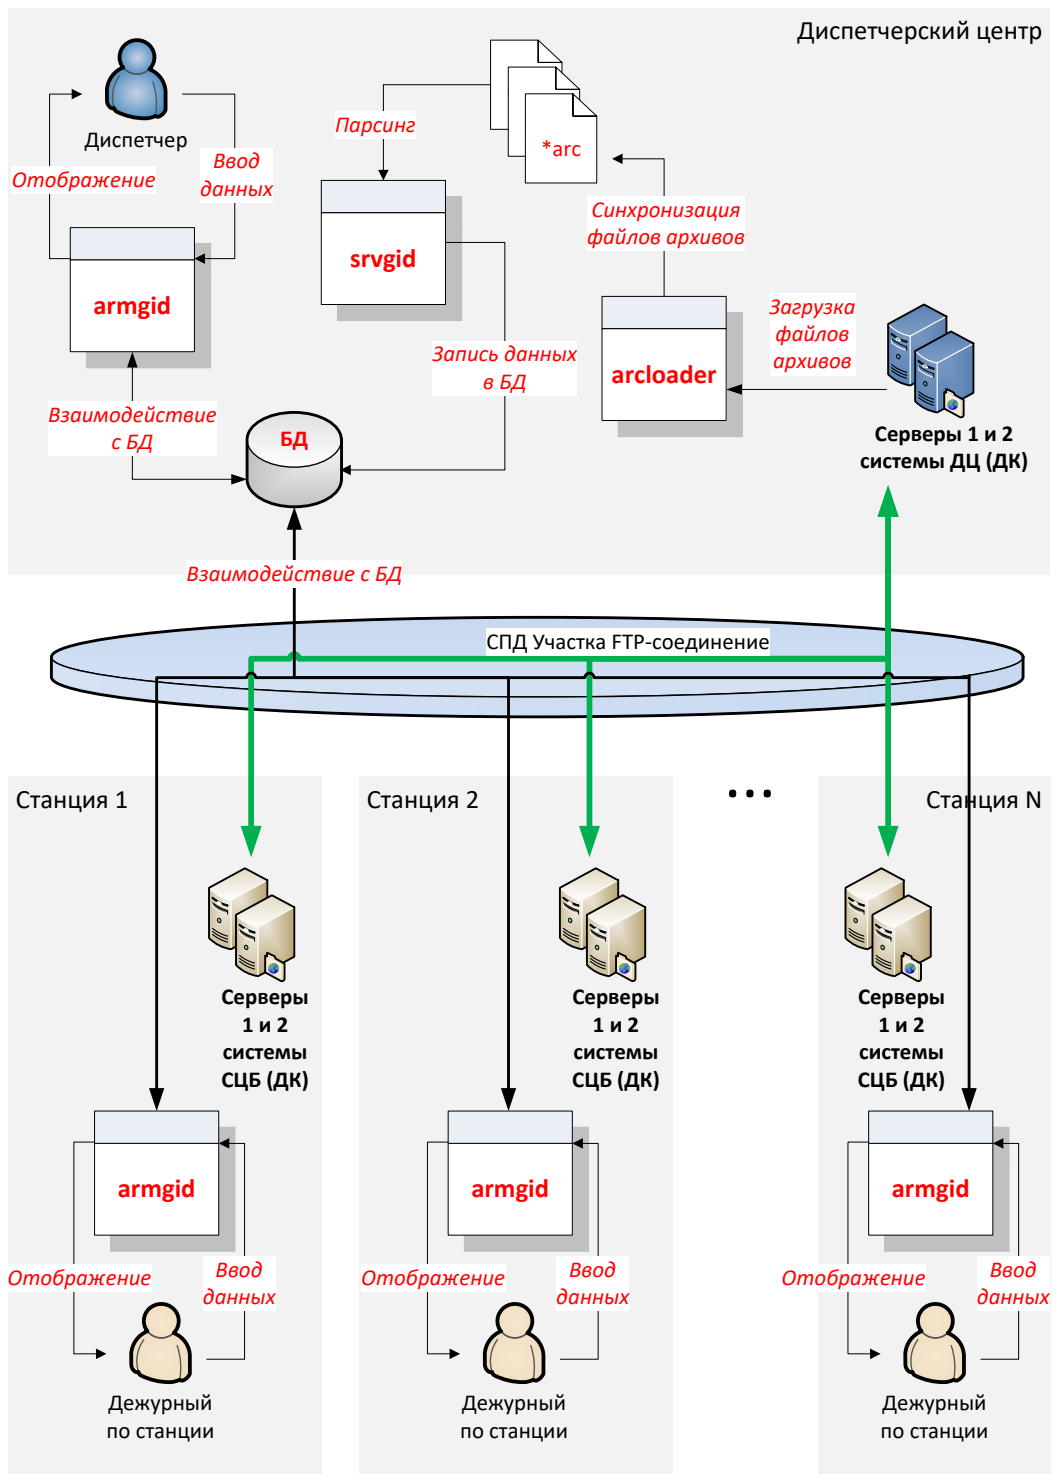 Диспетчерский центр
Диспетчер
Отображение
Ввод
данных
armgid
Парсинг
*arc
srvgid
Синхронизация
файлов архивов
arcloader
Загрузка
файлов
архивов
Серверы 1 и 2
системы ДЦ (ДК)
Запись данных
в БД
Взаимодействие
с БД
БД
Взаимодействие с БД
СПД Участка FTP-соединение
Станция 1
Серверы
1 и 2
системы
СЦБ (ДК)
armgid
Отображение
Ввод
данных
Дежурный
по станции
Станция 2
Серверы
1 и 2
системы
СЦБ (ДК)
armgid
Отображение
Ввод
данных
Дежурный
по станции
...
Станция N
Серверы
1 и 2
системы
СЦБ (ДК)
armgid
Отображение
Ввод
данных
Дежурный
по станции